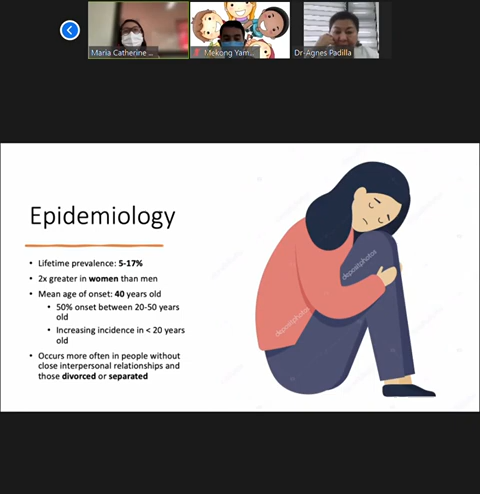 Maria Catherine ...
Mekong Yam...
Dr Agnes Padilla
Epidemiology
• Lifetime prevalence: 5-17%
• 2x greater in women than men
• Mean age of onset: 40 years old
• 50% onset between 20-50 years
old
• Increasing incidence in < 20 years
old
• Occurs more often in people without
close interpersonal relationships and
those divorced or separated
depositphotos
depositphotos